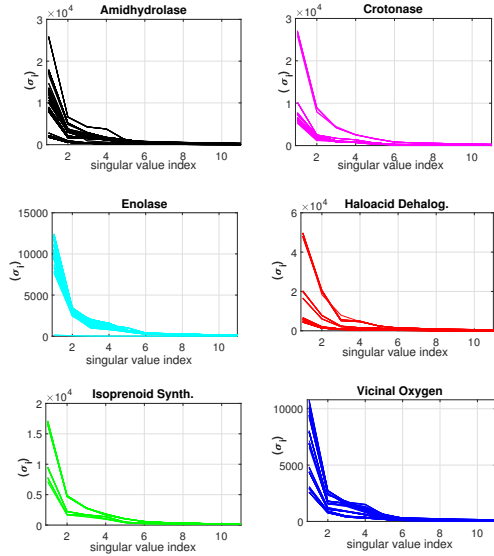 Amidhydrolase
×10⁴
3
2
1
0
(σᵢ)
2 4 6 8 10
singular value index
Crotonase
×10⁴
3
2
1
0
(σᵢ)
2 4 6 8 10
singular value index
Enolase
15000
10000
5000
0
(σᵢ)
2 4 6 8 10
singular value index
Haloacid Dehalog.
×10⁴
6
4
2
0
(σᵢ)
2 4 6 8 10
singular value index
Isoprenoid Synth.
×10⁴
2
1.5
1
0.5
0
(σᵢ)
2 4 6 8 10
singular value index
Vicinal Oxygen
10000
5000
0
(σᵢ)
2 4 6 8 10
singular value index